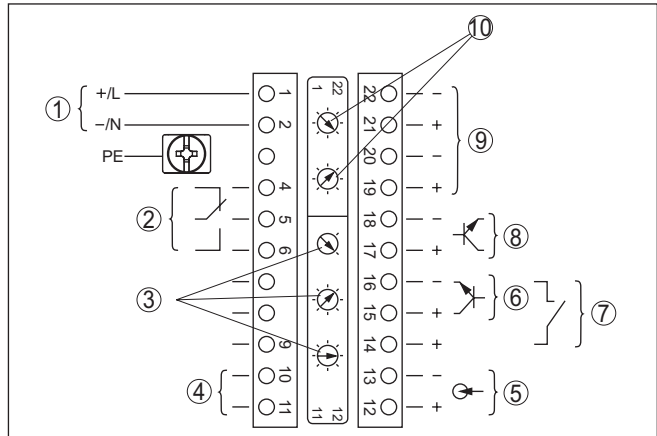 ⑩
① +/L 1 1 22 22 –
–/N 2 21 + ⑨
PE 20 –
4 19 +
② 5 18 – ⑧
6 17 +
③ 16 – ⑥ ⑦
15 +
9 14 +
④ 10 13 – ⑤
11 11 12 12 +